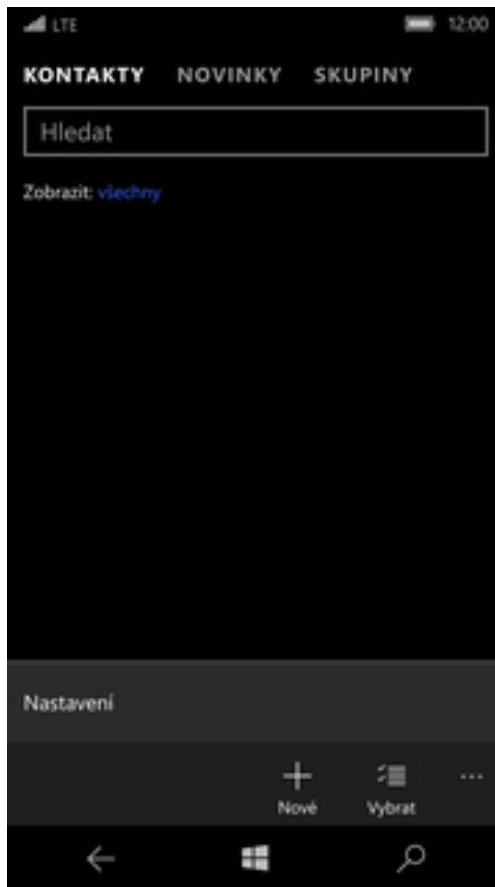 LTE 12:00
KONTAKTY NOVINKY SKUPINY
Hledat
Zobrazit: všechny
Nastavení
Nové Vybrat